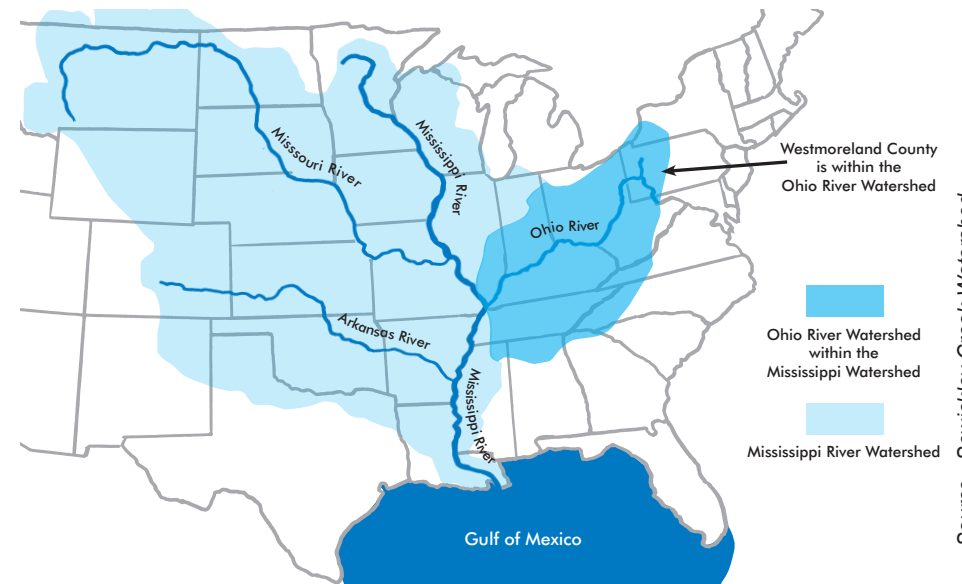 Misssouri River
Mississippi River
Ohio River
Arkansas River
Mississippi River
Gulf of Mexico
Westmoreland County
is within the
Ohio River Watershed
Ohio River Watershed
within the
Mississippi Watershed
Mississippi River Watershed